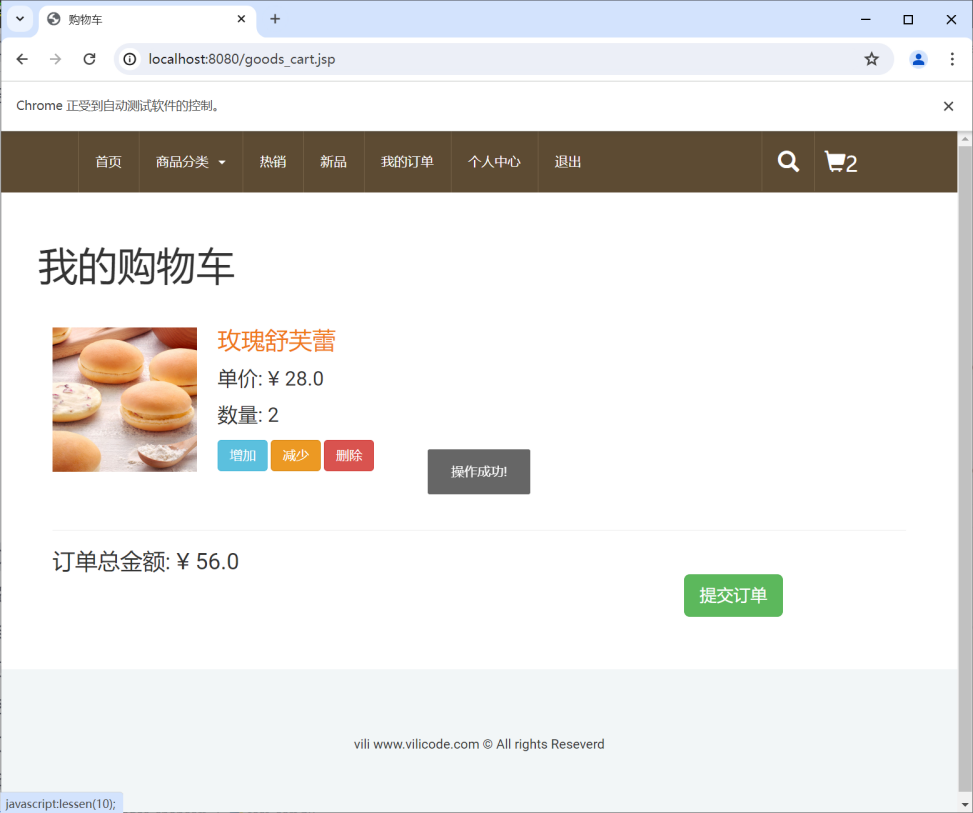 购物车
localhost:8080/goods_cart.jsp
Chrome 正受到自动测试软件的控制。
首页 商品分类 热销 新品 我的订单 个人中心 退出 2
我的购物车
玫瑰舒芙蕾
单价: ¥ 28.0
数量: 2
增加 减少 删除
操作成功!
订单总金额: ¥ 56.0
提交订单
vili www.vilicode.com © All rights Reseverd
javascript:lessen(10);